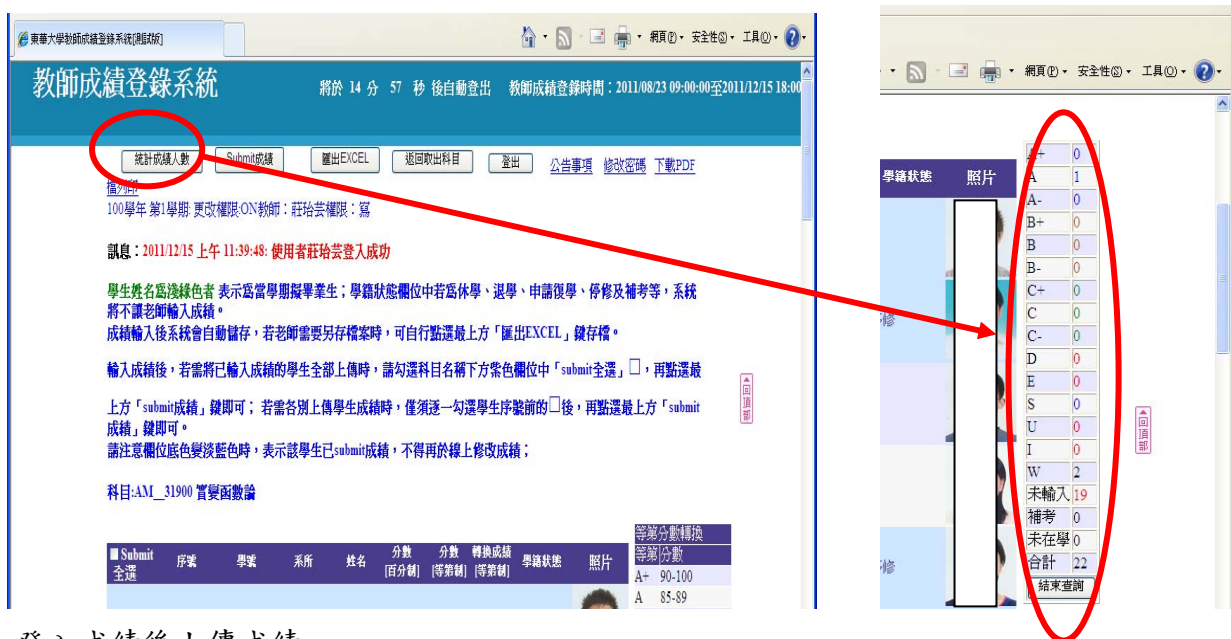 東華大學教師成績登錄系統[測試版]
網頁(P) 安全性(S) 工具(O)
教師成績登錄系統
將於 14 分 57 秒 後自動登出 教師成績登錄時間：2011/08/23 09:00:00至2011/12/15 18:00
統計成績人數 Submit成績 匯出EXCEL 返回取出科目 登出 公告事項 修改密碼 下載PDF
檔列印
100學年 第1學期: 更改權限:ON教師：莊玲芸權限：寫
訊息：2011/12/15 上午 11:39:48: 使用者莊玲芸登入成功
學生姓名為淺綠色者 表示為當學期擬畢業生；學籍狀態欄位中若為休學、退學、申請復學、停修及補考等，系統
將不讓老師輸入成績。
成績輸入後系統會自動儲存，若老師需要另存檔案時，可自行點選最上方「匯出EXCEL」鍵存檔。
輸入成績後，若需將已輸入成績的學生全部上傳時，請勾選科目名稱下方紫色欄位中「submit全選」□，再點選最
上方「submit成績」鍵即可； 若需各別上傳學生成績時，僅須逐一勾選學生序號前的□後，再點選最上方「submit
成績」鍵即可。
請注意欄位底色變淡藍色時，表示該學生已submit成績，不得再於線上修改成績；
回頂部
科目:AM__31900 實變函數論
等第分數轉換
等第 分數
A+ 90-100
A 85-89
Submit全選 序號 學號 系所 姓名 分數[百分制] 分數[等第制] 轉換成績[等第制] 學籍狀態 照片
網頁(P) 安全性(S) 工具(O)
學籍狀態 照片
A+ 0
A 1
A- 0
B+ 0
B 0
B- 0
C+ 0
C 0
C- 0
D 0
E 0
S 0
U 0
I 0
W 2
未輸入 19
補考 0
未在學 0
合計 22
結束查詢
修
修
回頂部
登入成績後上傳成績